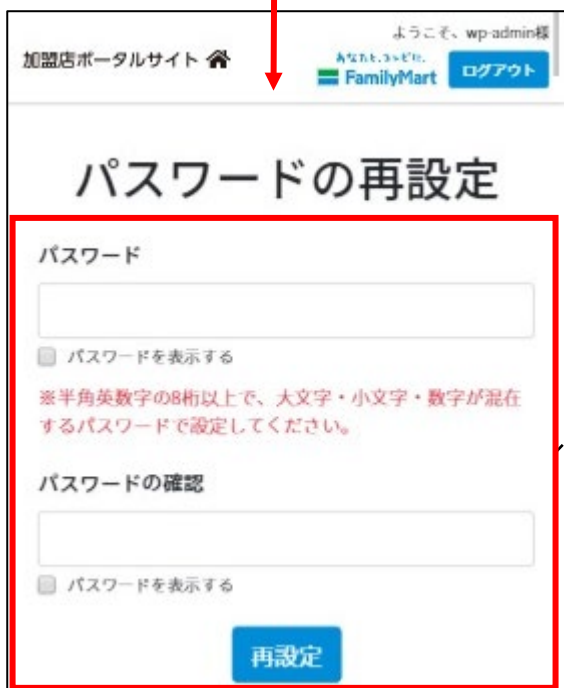 ようこそ、wp-admin様
加盟店ポータルサイト
あなたと、コンビに、
FamilyMart
ログアウト
パスワードの再設定
パスワード
パスワードを表示する
※半角英数字の8桁以上で、大文字・小文字・数字が混在
するパスワードで設定してください。
パスワードの確認
パスワードを表示する
再設定